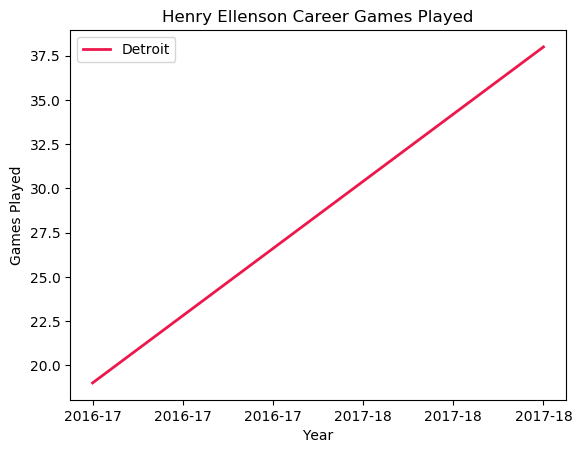 Henry Ellenson Career Games Played
Detroit
37.5
35.0
32.5
30.0
27.5
25.0
22.5
20.0
Games Played
2016-17 2016-17 2016-17 2017-18 2017-18 2017-18
Year